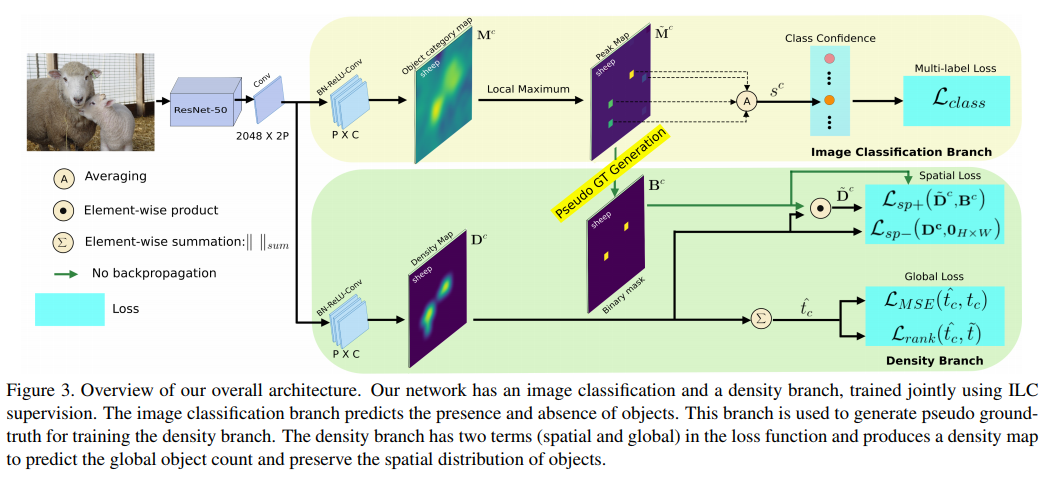 Object category map
sheep
M^c
Peak Map
sheep
M̃^c
Class Confidence
BN-ReLU-Conv
P X C
Local Maximum
A
s^c
Multi-label Loss
ℒ_class
Image Classification Branch
ResNet-50
Conv
2048 X 2P
A Averaging
Element-wise product
Σ Element-wise summation: || ||_sum
No backpropagation
Loss
Pseudo GT Generation
B^c
sheep
Binary mask
D̃^c
Spatial Loss
ℒ_sp+(D̃^c,B^c)
ℒ_sp−(D^c,0_H×W)
Density Map
sheep
D^c
BN-ReLU-Conv
P X C
Σ
t̂_c
Global Loss
ℒ_MSE(t̂_c, t_c)
ℒ_rank(t̂_c, t̃)
Density Branch
Figure 3. Overview of our overall architecture. Our network has an image classification and a density branch, trained jointly using ILC
supervision. The image classification branch predicts the presence and absence of objects. This branch is used to generate pseudo ground-
truth for training the density branch. The density branch has two terms (spatial and global) in the loss function and produces a density map
to predict the global object count and preserve the spatial distribution of objects.